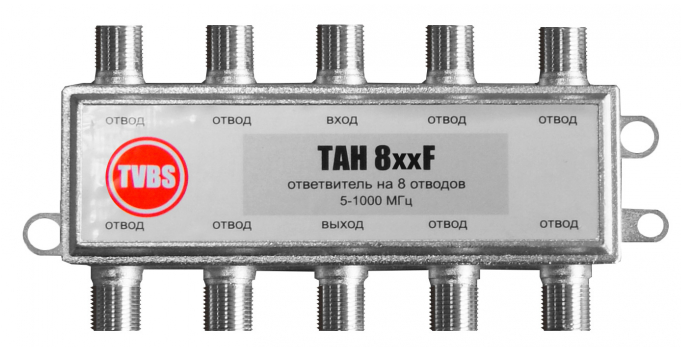 ОТВОД ОТВОД ВХОД ОТВОД ОТВОД
TVBS
ТАН 8xxF
ответвитель на 8 отводов
5-1000 МГц
ОТВОД ОТВОД ВЫХОД ОТВОД ОТВОД